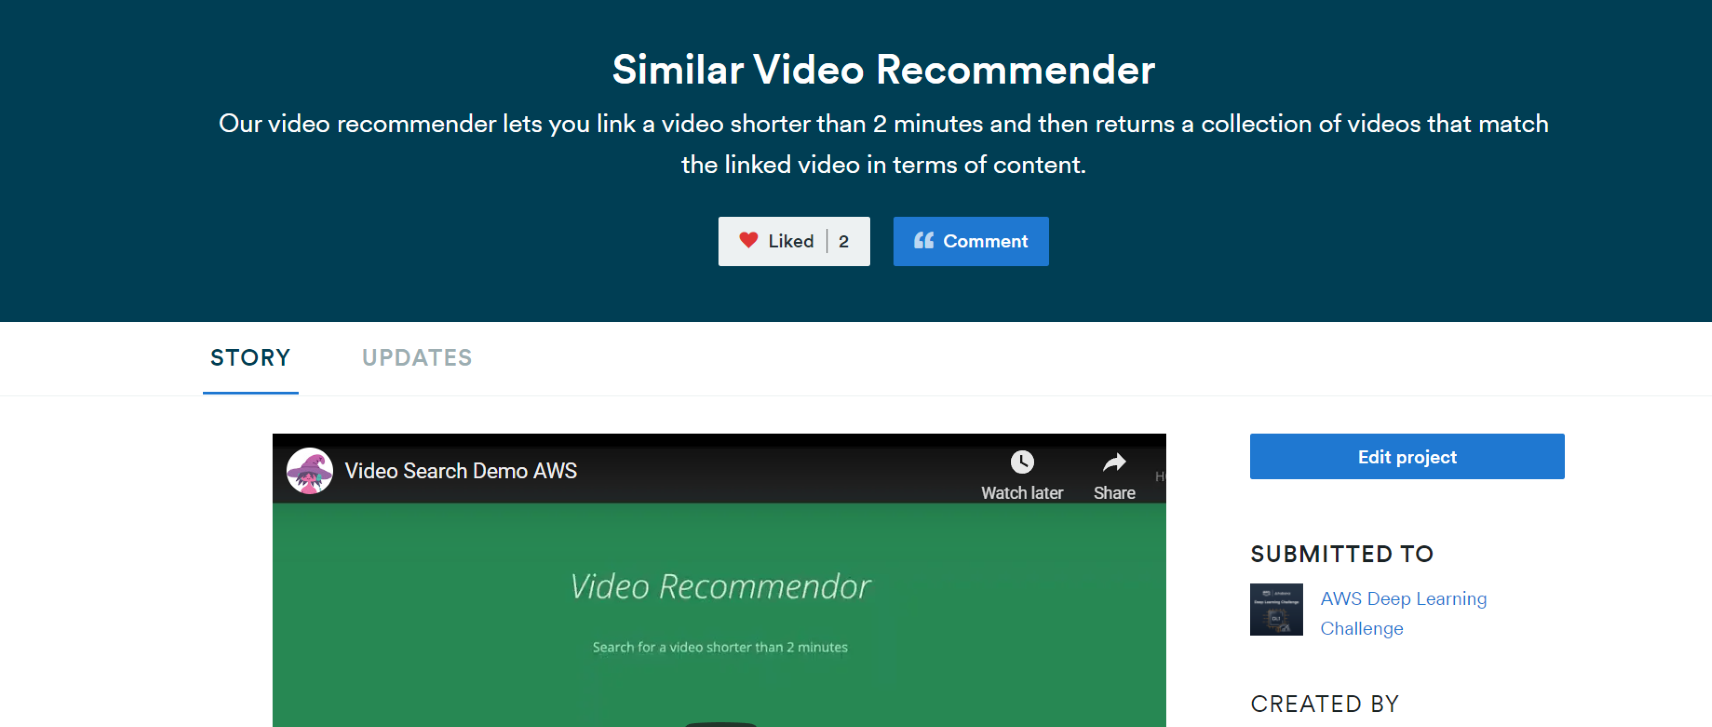 Similar Video Recommender
Our video recommender lets you link a video shorter than 2 minutes and then returns a collection of videos that match
the linked video in terms of content.
Liked 2
Comment
STORY
UPDATES
Video Search Demo AWS
Watch later
Share
Video Recommendor
Search for a video shorter than 2 minutes
Edit project
SUBMITTED TO
AWS Deep Learning
Challenge
CREATED BY